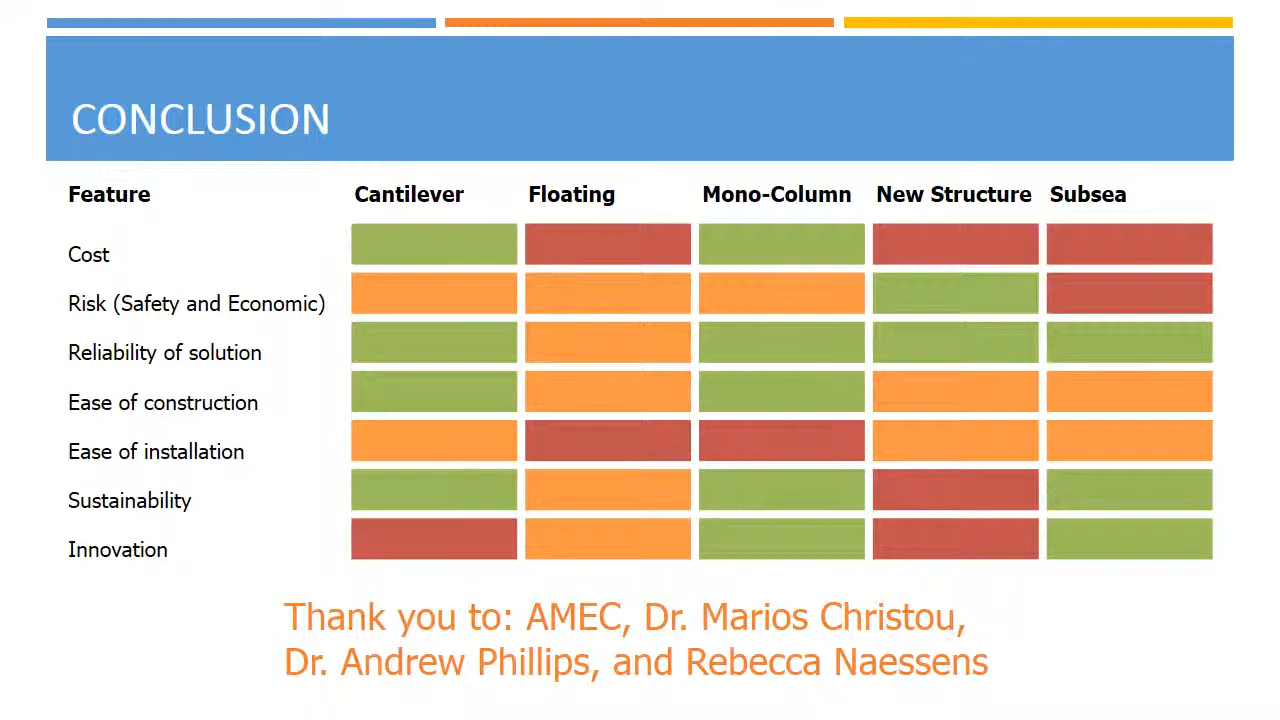 CONCLUSION
Feature Cantilever Floating Mono-Column New Structure Subsea
Cost
Risk (Safety and Economic)
Reliability of solution
Ease of construction
Ease of installation
Sustainability
Innovation
Thank you to: AMEC, Dr. Marios Christou,
Dr. Andrew Phillips, and Rebecca Naessens